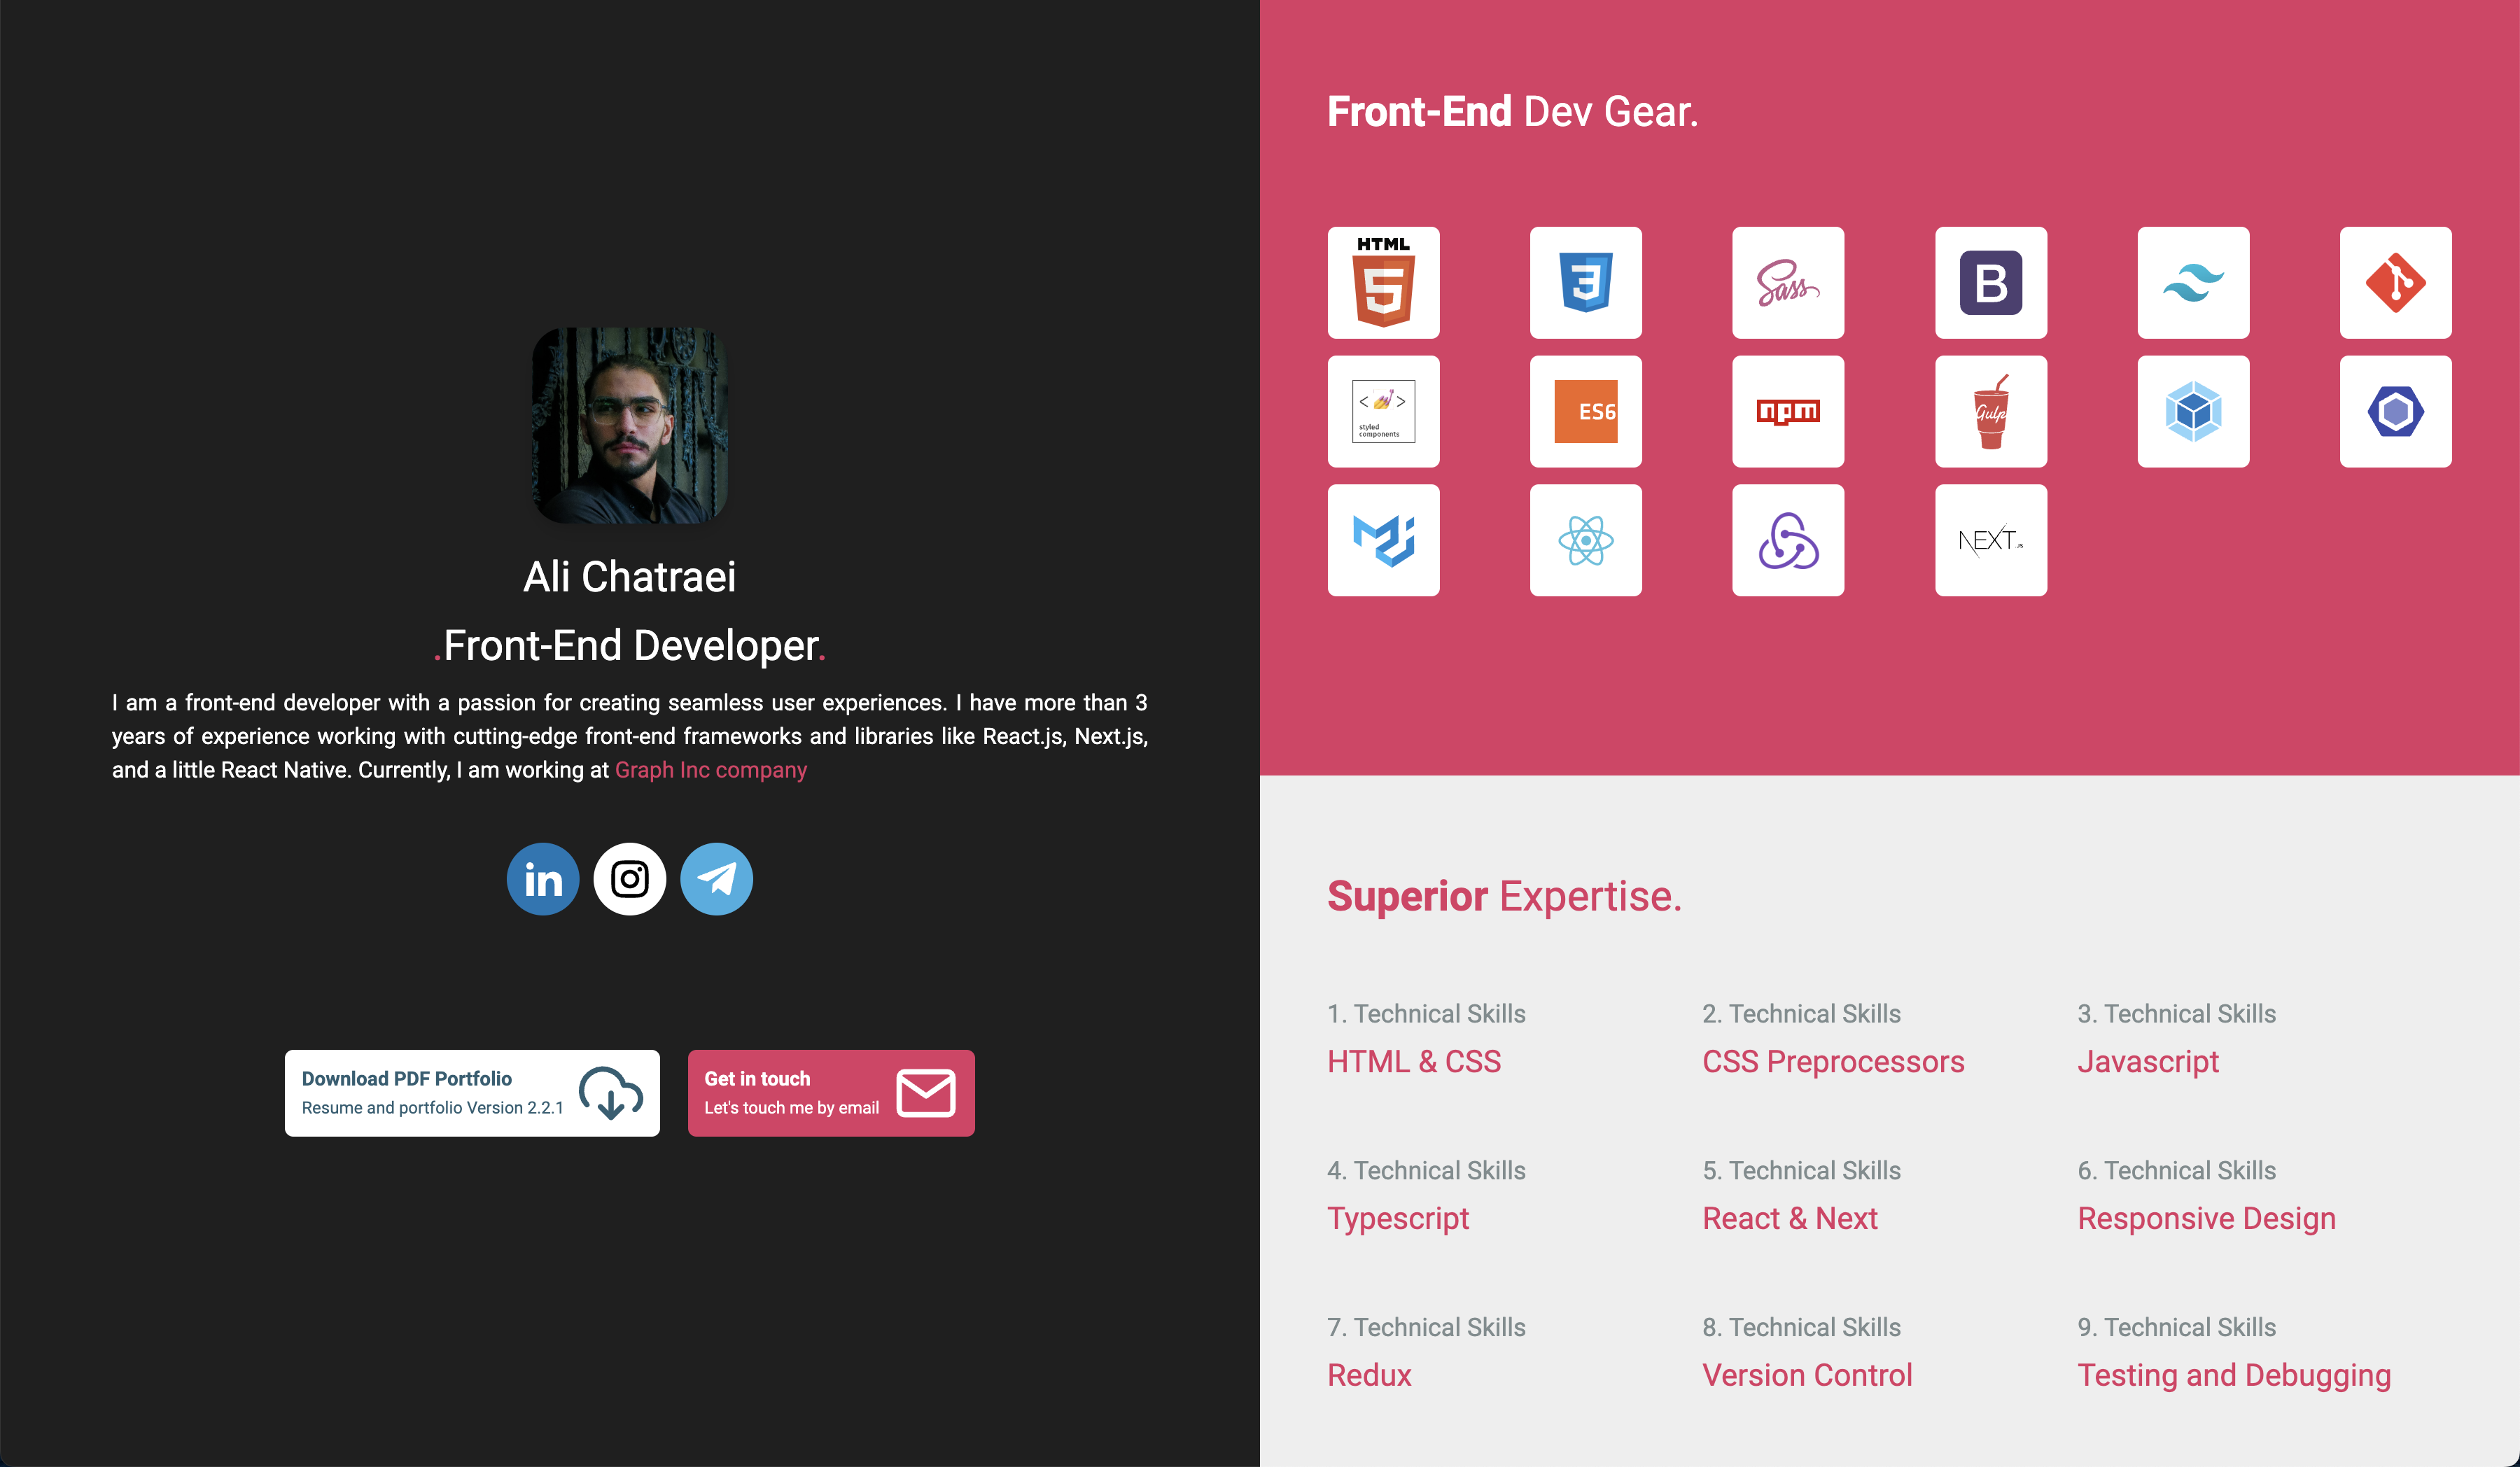 Ali Chatraei
.Front-End Developer.
I am a front-end developer with a passion for creating seamless user experiences. I have more than 3
years of experience working with cutting-edge front-end frameworks and libraries like React.js, Next.js,
and a little React Native. Currently, I am working at Graph Inc company
in
Download PDF Portfolio
Resume and portfolio Version 2.2.1
Get in touch
Let's touch me by email
Front-End Dev Gear.
HTML
5
3
Sass
B
< >
styled
components
ES6
npm
Gulp
NEXT.JS
Superior Expertise.
1. Technical Skills
HTML & CSS
2. Technical Skills
CSS Preprocessors
3. Technical Skills
Javascript
4. Technical Skills
Typescript
5. Technical Skills
React & Next
6. Technical Skills
Responsive Design
7. Technical Skills
Redux
8. Technical Skills
Version Control
9. Technical Skills
Testing and Debugging